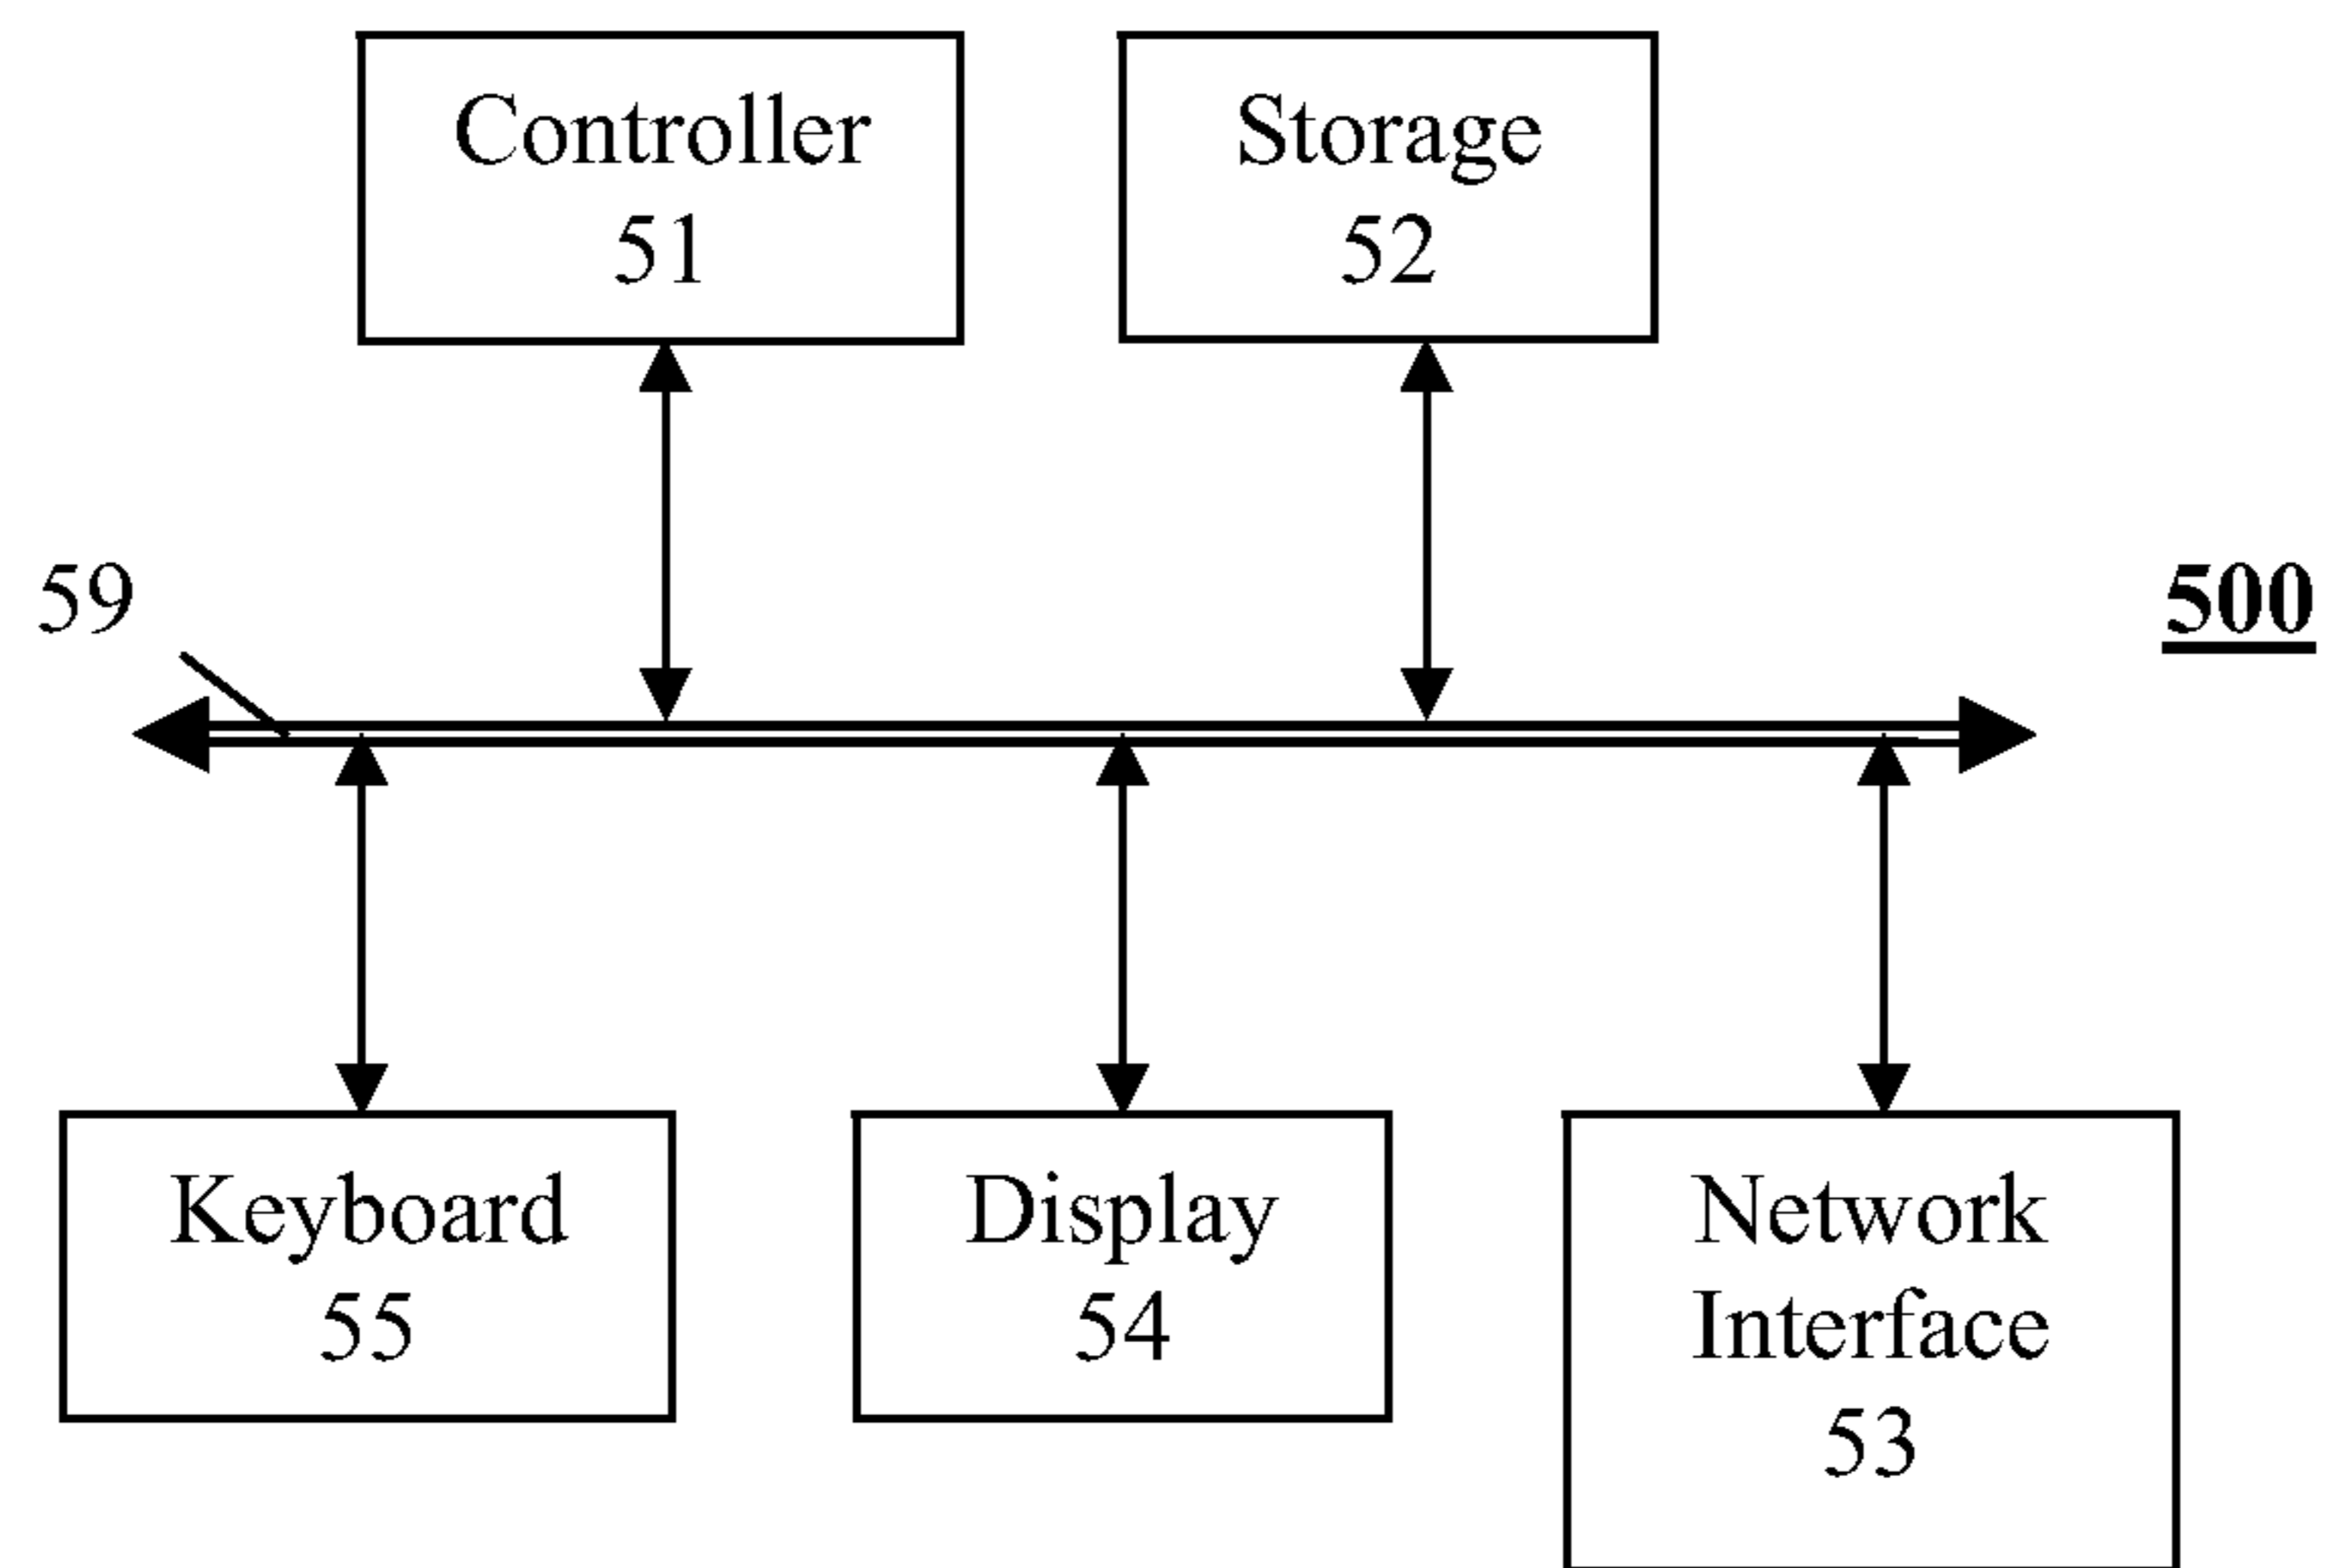 Controller
51
Storage
52
59
500
Keyboard
55
Display
54
Network
Interface
53